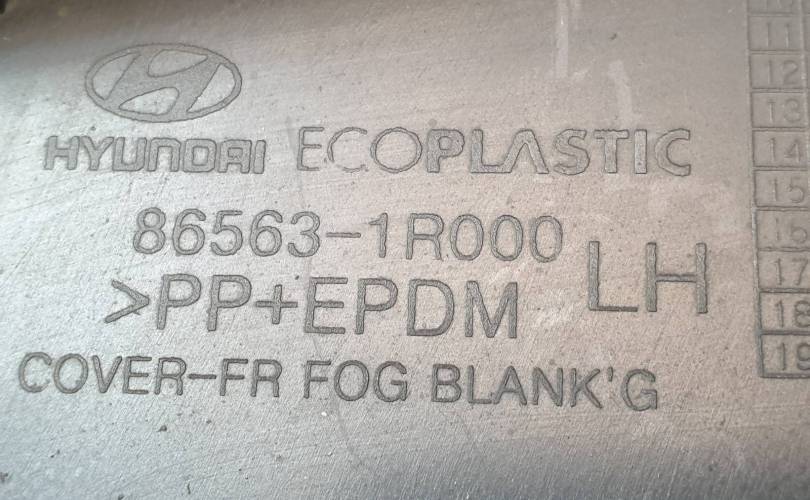 HYUNDAI ECOPLASTIC
86563-1R000
LH
>PP+EPDM
COVER-FR FOG BLANK'G
11
12
13
14
15
16
17
18
19